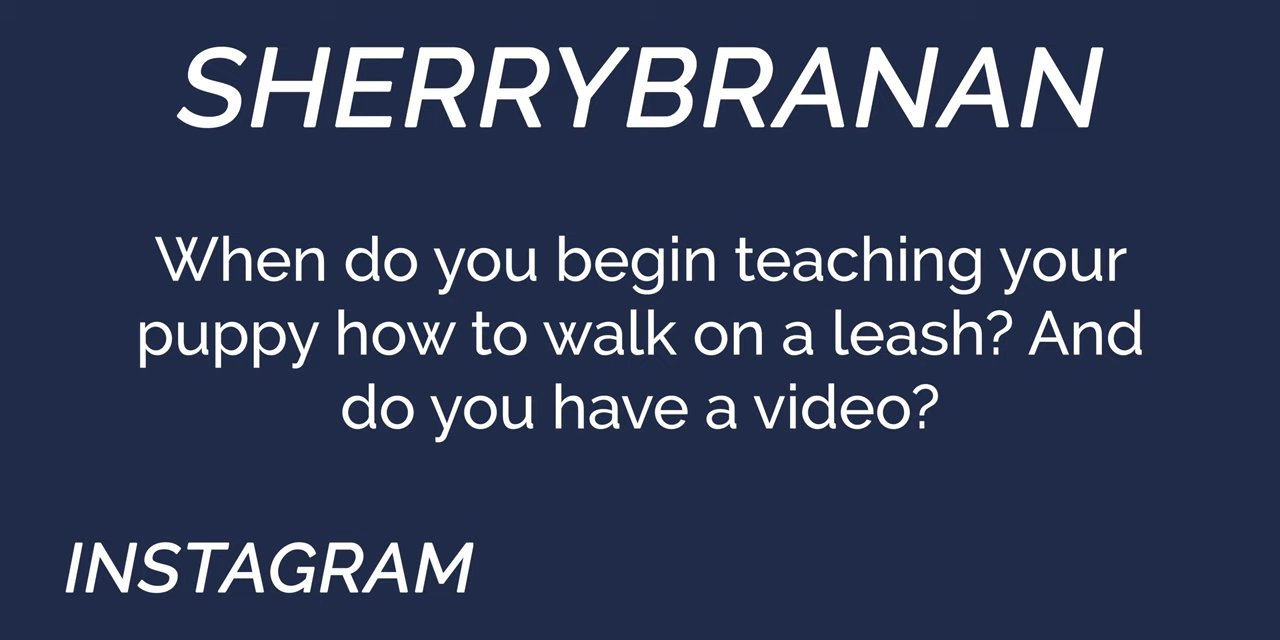 SHERRYBRANAN
When do you begin teaching your
puppy how to walk on a leash? And
do you have a video?
INSTAGRAM